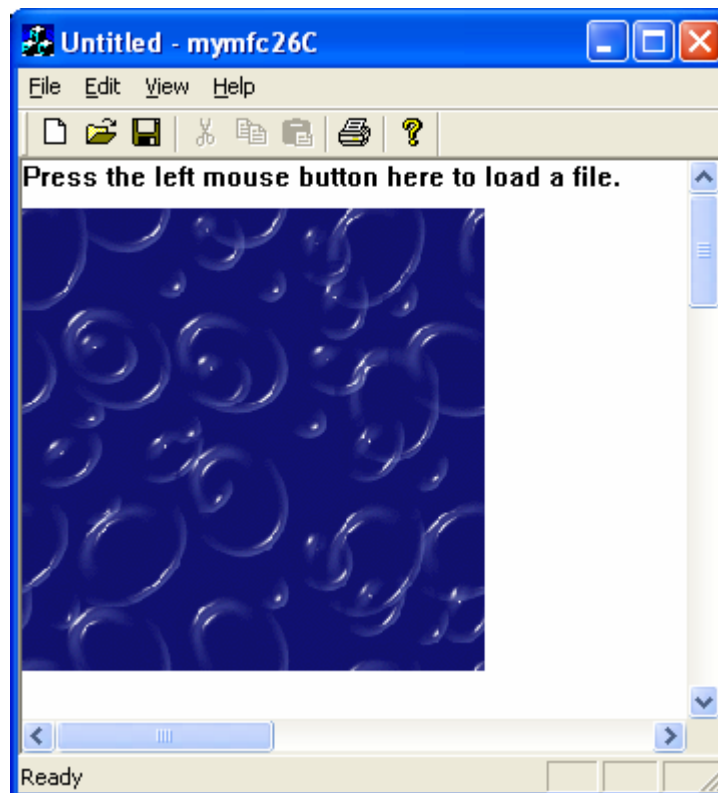 Untitled - mymfc26C
File Edit View Help
Press the left mouse button here to load a file.
Ready